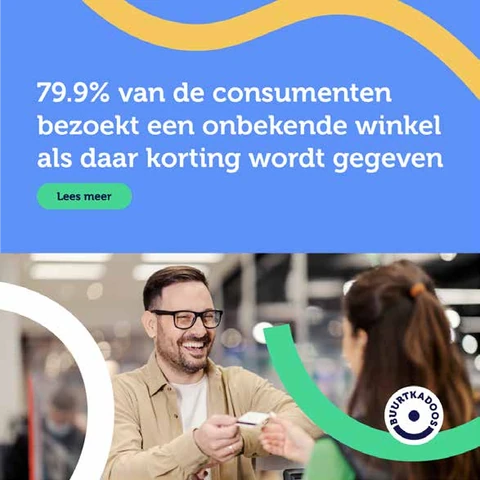 79.9% van de consumenten
bezoekt een onbekende winkel
als daar korting wordt gegeven
Lees meer
BUURTKADOOS